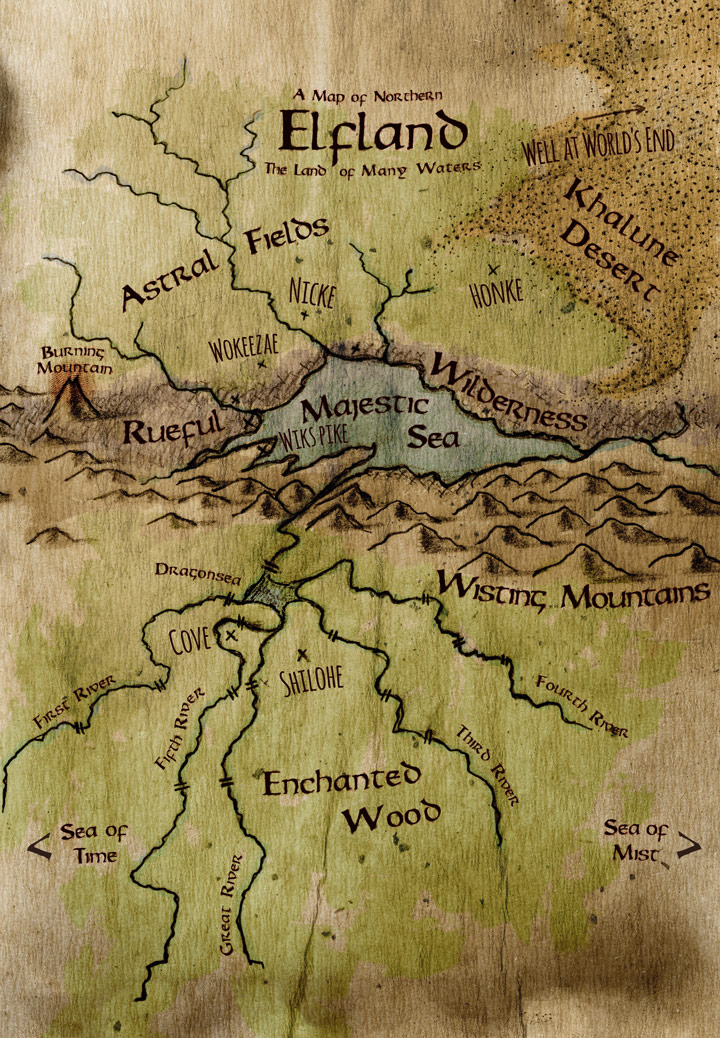 A Map of Northern
Elfland
The Land of Many Waters
WELL AT WORLD'S END
Khalune
Desert
Astral Fields
NICKE
HONKE
WOKEEZAE
Burning
Mountain
Rueful Wilderness
Majestic
Sea
WIKS PIKE
Dragonsea
Wisting Mountains
COVE
SHILOHE
First River
Fifth River
Fourth River
Third River
Enchanted
Wood
< Sea of
Time
Sea of >
Mist
Great River